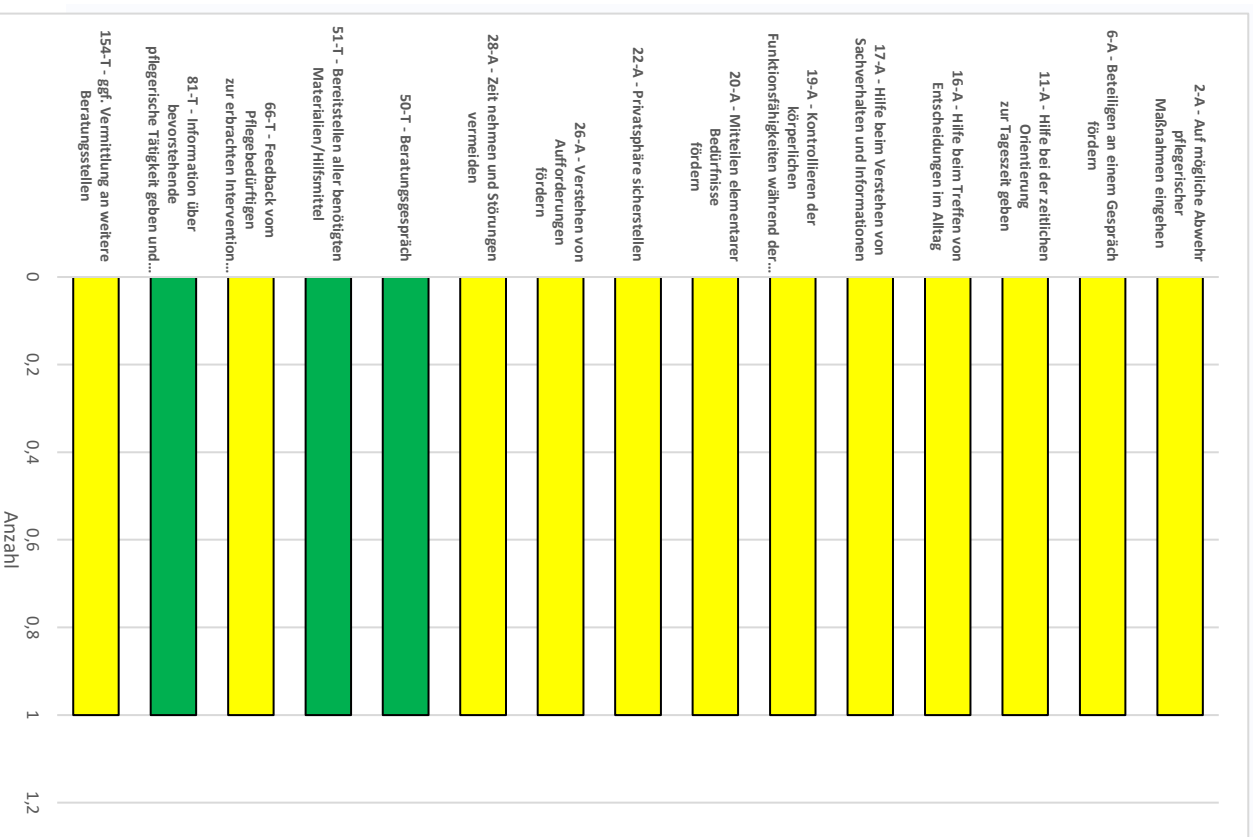 2-A - Auf mögliche Abwehr
pflegerischer
Maßnahmen eingehen
6-A - Beteiligen an einem Gespräch
fördern
11-A - Hilfe bei der zeitlichen
Orientierung
zur Tageszeit geben
16-A - Hilfe beim Treffen von
Entscheidungen im Alltag
17-A - Hilfe beim Verstehen von
Sachverhalten und Informationen
19-A - Kontrollieren der
körperlichen
Funktionsfähigkeiten während der...
20-A - Mitteilen elementarer
Bedürfnisse
fördern
22-A - Privatsphäre sicherstellen
26-A - Verstehen von
Aufforderungen
fördern
28-A - Zeit nehmen und Störungen
vermeiden
50-T - Beratungsgespräch
51-T - Bereitstellen aller benötigten
Materialien/Hilfsmittel
66-T - Feedback vom
Pflegebedürftigen
zur erbrachten Intervention...
81-T - Information über
bevorstehende
pflegerische Tätigkeit geben und...
154-T - ggf. Vermittlung an weitere
Beratungsstellen
0
0,2
0,4
0,6
0,8
1
1,2
Anzahl